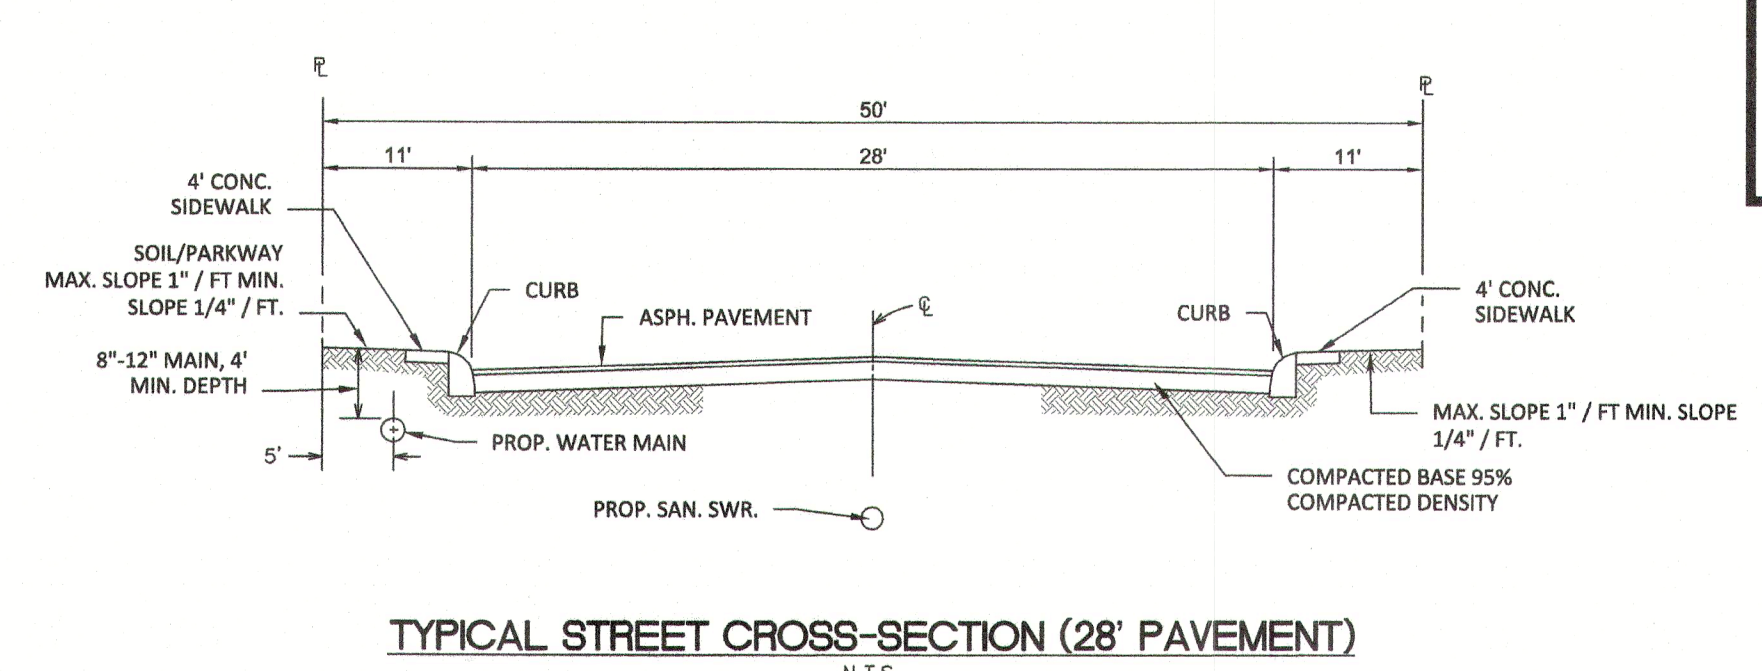 PL
PL
50'
11'
28'
11'
4' CONC.
SIDEWALK
SOIL/PARKWAY
MAX. SLOPE 1" / FT MIN.
SLOPE 1/4" / FT.
CURB
ASPH. PAVEMENT
CL
CURB
4' CONC.
SIDEWALK
8"-12" MAIN, 4'
MIN. DEPTH
PROP. WATER MAIN
5'
MAX. SLOPE 1" / FT MIN. SLOPE
1/4" / FT.
COMPACTED BASE 95%
COMPACTED DENSITY
PROP. SAN. SWR.
TYPICAL STREET CROSS-SECTION (28' PAVEMENT)
N.T.S.